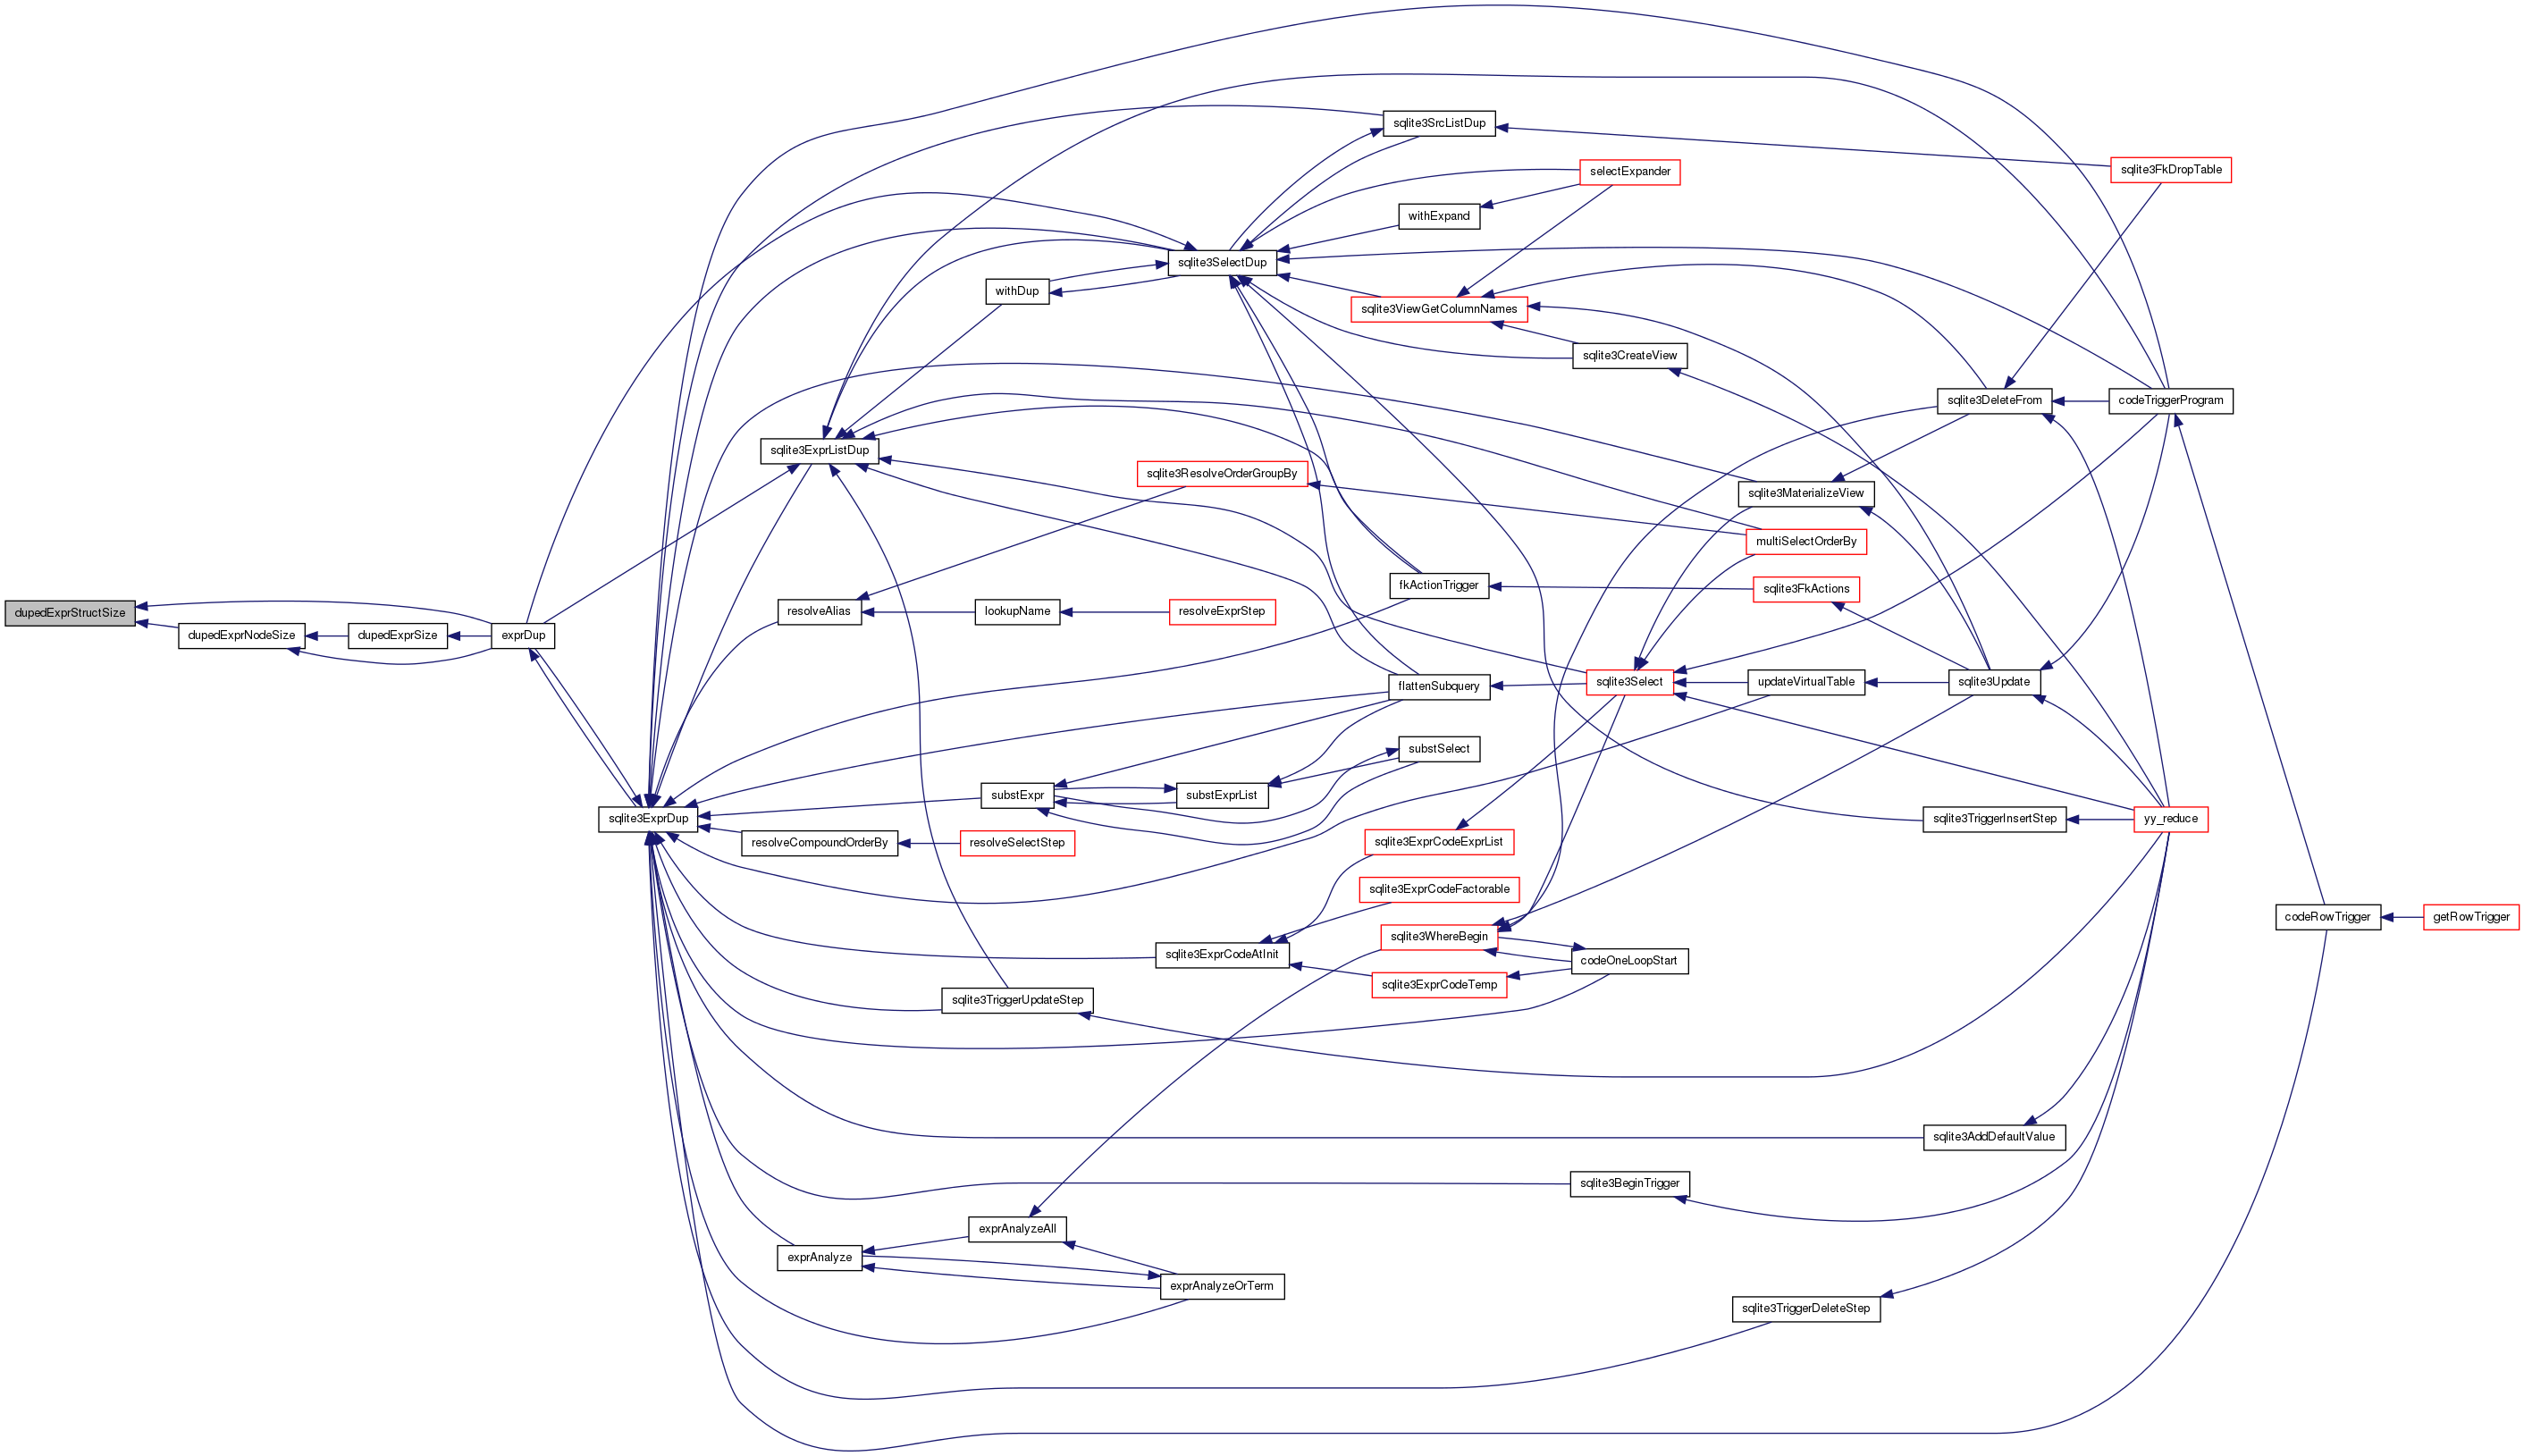 sqlite3SrcListDup
sqlite3FkDropTable
selectExpander
withExpand
sqlite3SelectDup
withDup
sqlite3ViewGetColumnNames
sqlite3CreateView
sqlite3DeleteFrom
codeTriggerProgram
sqlite3ExprListDup
sqlite3ResolveOrderGroupBy
sqlite3MaterializeView
multiSelectOrderBy
fkActionTrigger
sqlite3FkActions
dupedExprStructSize
resolveAlias
lookupName
resolveExprStep
dupedExprNodeSize
dupedExprSize
exprDup
sqlite3Select
updateVirtualTable
sqlite3Update
flattenSubquery
substSelect
substExpr
substExprList
sqlite3ExprDup
sqlite3TriggerInsertStep
yy_reduce
resolveCompoundOrderBy
resolveSelectStep
sqlite3ExprCodeExprList
sqlite3ExprCodeFactorable
codeRowTrigger
getRowTrigger
sqlite3WhereBegin
sqlite3ExprCodeAtInit
codeOneLoopStart
sqlite3ExprCodeTemp
sqlite3TriggerUpdateStep
sqlite3AddDefaultValue
sqlite3BeginTrigger
exprAnalyzeAll
exprAnalyze
exprAnalyzeOrTerm
sqlite3TriggerDeleteStep